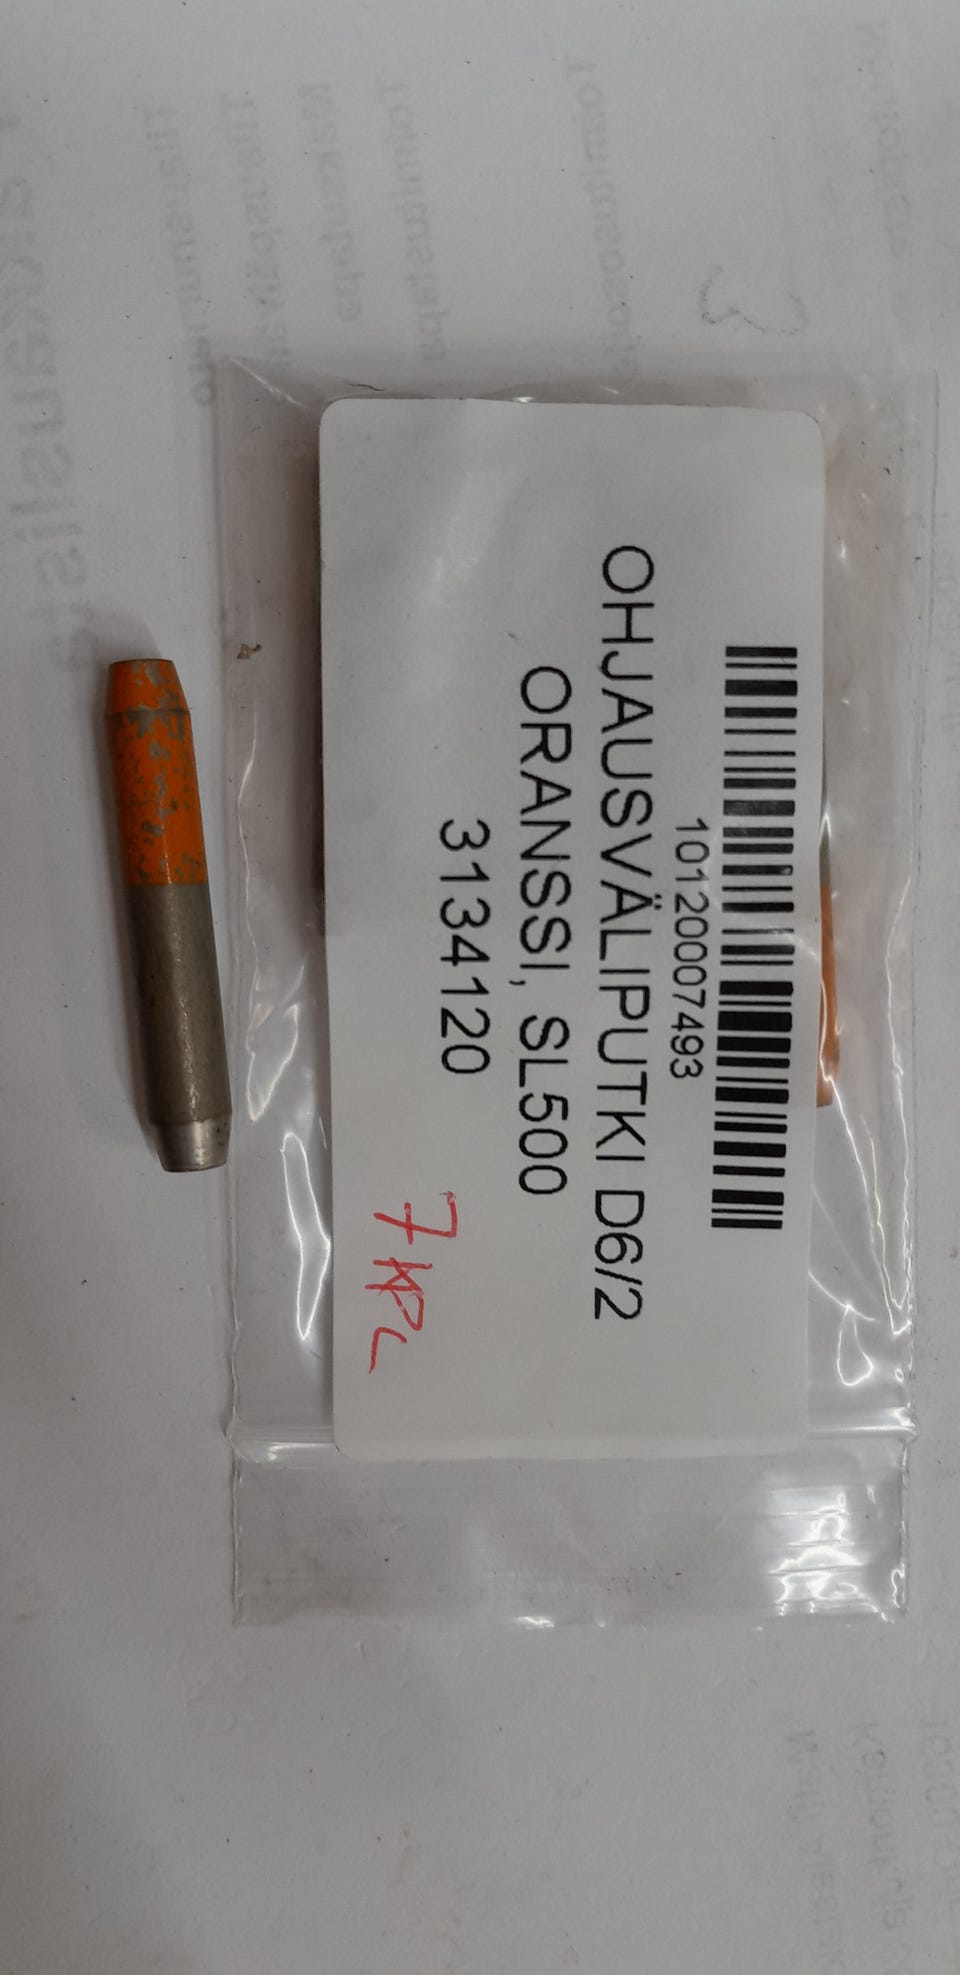 10120007493
OHJAUSVÄLIPUTKI D6/2
ORANSSI, SL500
3134120
7 KPL